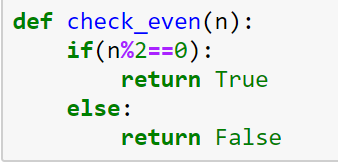 def check_even(n):
    if(n%2==0):
        return True
    else:
        return False